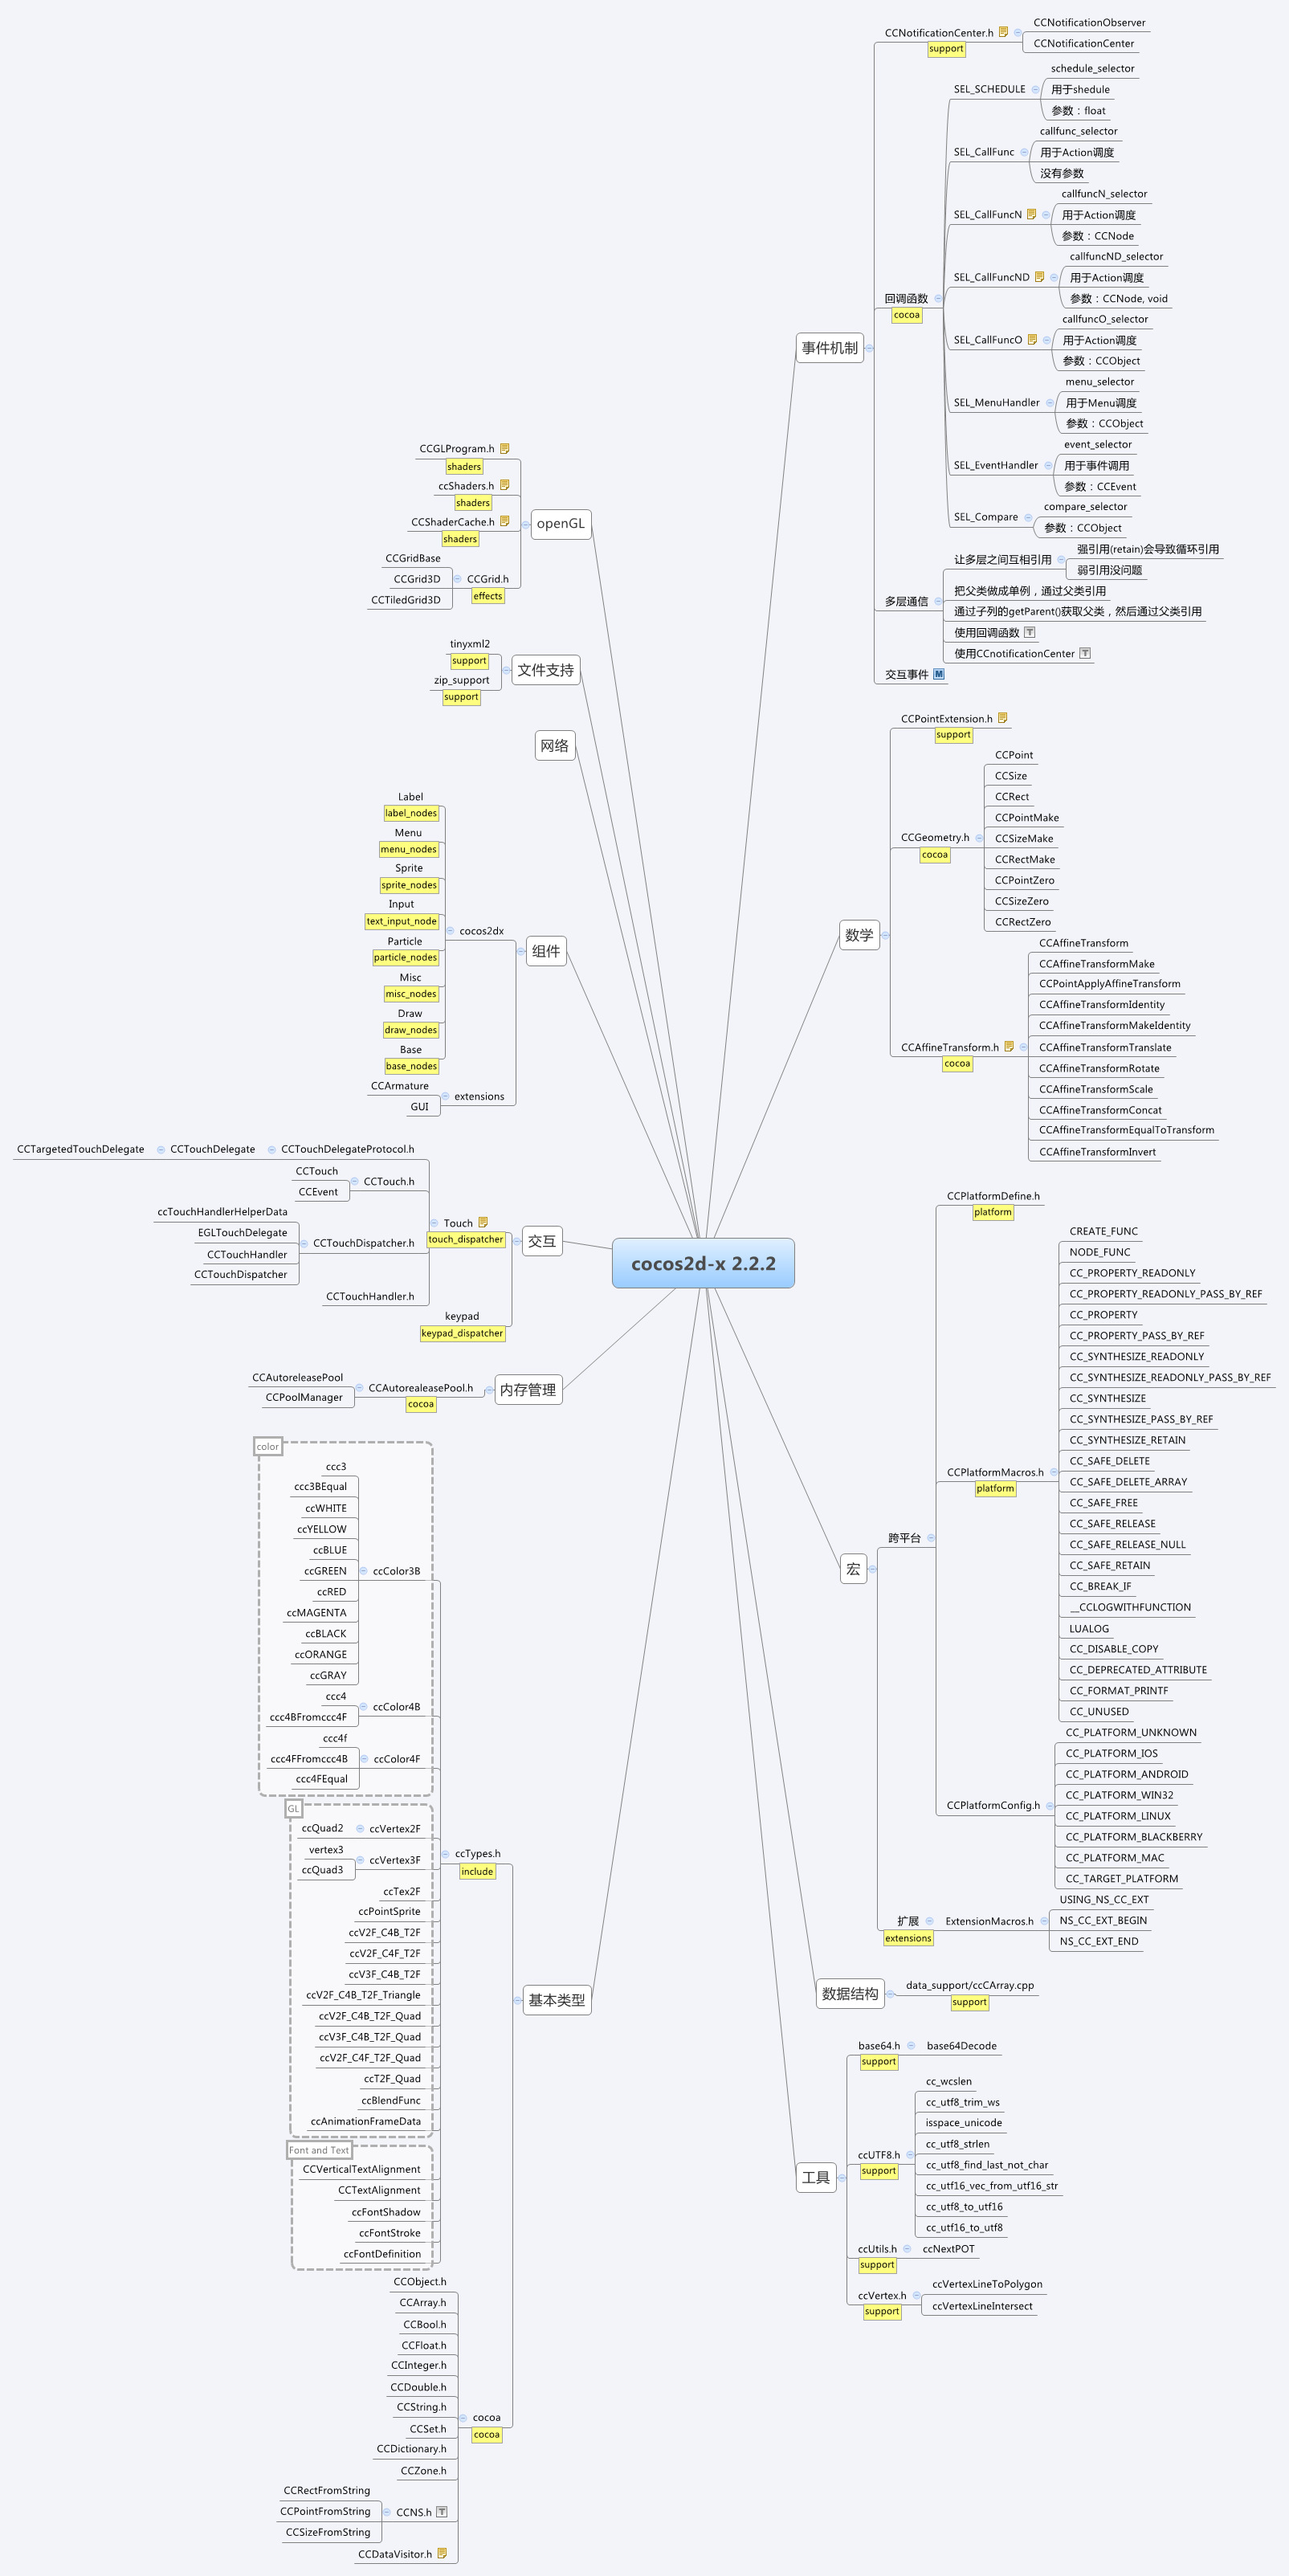 cocos2d-x 2.2.2
事件机制
CCNotificationCenter.h
support
CCNotificationObserver
CCNotificationCenter
回调函数
cocoa
SEL_SCHEDULE
schedule_selector
用于shedule
参数：float
SEL_CallFunc
callfunc_selector
用于Action调度
没有参数
SEL_CallFuncN
callfuncN_selector
用于Action调度
参数：CCNode
SEL_CallFuncND
callfuncND_selector
用于Action调度
参数：CCNode, void
SEL_CallFuncO
callfuncO_selector
用于Action调度
参数：CCObject
SEL_MenuHandler
menu_selector
用于Menu调度
参数：CCObject
SEL_EventHandler
event_selector
用于事件调用
参数：CCEvent
SEL_Compare
compare_selector
参数：CCObject
多层通信
让多层之间互相引用
强引用(retain)会导致循环引用
弱引用没问题
把父类做成单例，通过父类引用
通过子列的getParent()获取父类，然后通过父类引用
使用回调函数
T
使用CCnotificationCenter
T
交互事件
M
数学
CCPointExtension.h
support
CCGeometry.h
cocoa
CCPoint
CCSize
CCRect
CCPointMake
CCSizeMake
CCRectMake
CCPointZero
CCSizeZero
CCRectZero
CCAffineTransform.h
cocoa
CCAffineTransform
CCAffineTransformMake
CCPointApplyAffineTransform
CCAffineTransformIdentity
CCAffineTransformMakeIdentity
CCAffineTransformTranslate
CCAffineTransformRotate
CCAffineTransformScale
CCAffineTransformConcat
CCAffineTransformEqualToTransform
CCAffineTransformInvert
宏
跨平台
CCPlatformDefine.h
platform
CCPlatformMacros.h
platform
CREATE_FUNC
NODE_FUNC
CC_PROPERTY_READONLY
CC_PROPERTY_READONLY_PASS_BY_REF
CC_PROPERTY
CC_PROPERTY_PASS_BY_REF
CC_SYNTHESIZE_READONLY
CC_SYNTHESIZE_READONLY_PASS_BY_REF
CC_SYNTHESIZE
CC_SYNTHESIZE_PASS_BY_REF
CC_SYNTHESIZE_RETAIN
CC_SAFE_DELETE
CC_SAFE_DELETE_ARRAY
CC_SAFE_FREE
CC_SAFE_RELEASE
CC_SAFE_RELEASE_NULL
CC_SAFE_RETAIN
CC_BREAK_IF
__CCLOGWITHFUNCTION
LUALOG
CC_DISABLE_COPY
CC_DEPRECATED_ATTRIBUTE
CC_FORMAT_PRINTF
CC_UNUSED
CCPlatformConfig.h
CC_PLATFORM_UNKNOWN
CC_PLATFORM_IOS
CC_PLATFORM_ANDROID
CC_PLATFORM_WIN32
CC_PLATFORM_LINUX
CC_PLATFORM_BLACKBERRY
CC_PLATFORM_MAC
CC_TARGET_PLATFORM
扩展
extensions
ExtensionMacros.h
USING_NS_CC_EXT
NS_CC_EXT_BEGIN
NS_CC_EXT_END
数据结构
data_support/ccCArray.cpp
support
工具
base64.h
support
base64Decode
ccUTF8.h
support
cc_wcslen
cc_utf8_trim_ws
isspace_unicode
cc_utf8_strlen
cc_utf8_find_last_not_char
cc_utf16_vec_from_utf16_str
cc_utf8_to_utf16
cc_utf16_to_utf8
ccUtils.h
support
ccNextPOT
ccVertex.h
support
ccVertexLineToPolygon
ccVertexLineIntersect
openGL
CCGLProgram.h
shaders
ccShaders.h
shaders
CCShaderCache.h
shaders
CCGrid.h
effects
CCGridBase
CCGrid3D
CCTiledGrid3D
文件支持
tinyxml2
support
zip_support
support
网络
组件
cocos2dx
Label
label_nodes
Menu
menu_nodes
Sprite
sprite_nodes
Input
text_input_node
Particle
particle_nodes
Misc
misc_nodes
Draw
draw_nodes
Base
base_nodes
extensions
CCArmature
GUI
交互
Touch
touch_dispatcher
CCTouchDelegateProtocol.h
CCTouchDelegate
CCTargetedTouchDelegate
CCTouch.h
CCTouch
CCEvent
CCTouchDispatcher.h
ccTouchHandlerHelperData
EGLTouchDelegate
CCTouchHandler
CCTouchDispatcher
CCTouchHandler.h
keypad
keypad_dispatcher
内存管理
CCAutorealeasePool.h
cocoa
CCAutoreleasePool
CCPoolManager
基本类型
ccTypes.h
include
color
ccColor3B
ccc3
ccc3BEqual
ccWHITE
ccYELLOW
ccBLUE
ccGREEN
ccRED
ccMAGENTA
ccBLACK
ccORANGE
ccGRAY
ccColor4B
ccc4
ccc4BFromccc4F
ccColor4F
ccc4f
ccc4FFromccc4B
ccc4FEqual
GL
ccVertex2F
ccQuad2
ccVertex3F
vertex3
ccQuad3
ccTex2F
ccPointSprite
ccV2F_C4B_T2F
ccV2F_C4F_T2F
ccV3F_C4B_T2F
ccV2F_C4B_T2F_Triangle
ccV2F_C4B_T2F_Quad
ccV3F_C4B_T2F_Quad
ccV2F_C4F_T2F_Quad
ccT2F_Quad
ccBlendFunc
ccAnimationFrameData
Font and Text
CCVerticalTextAlignment
CCTextAlignment
ccFontShadow
ccFontStroke
ccFontDefinition
cocoa
cocoa
CCObject.h
CCArray.h
CCBool.h
CCFloat.h
CCInteger.h
CCDouble.h
CCString.h
CCSet.h
CCDictionary.h
CCZone.h
CCNS.h
T
CCRectFromString
CCPointFromString
CCSizeFromString
CCDataVisitor.h